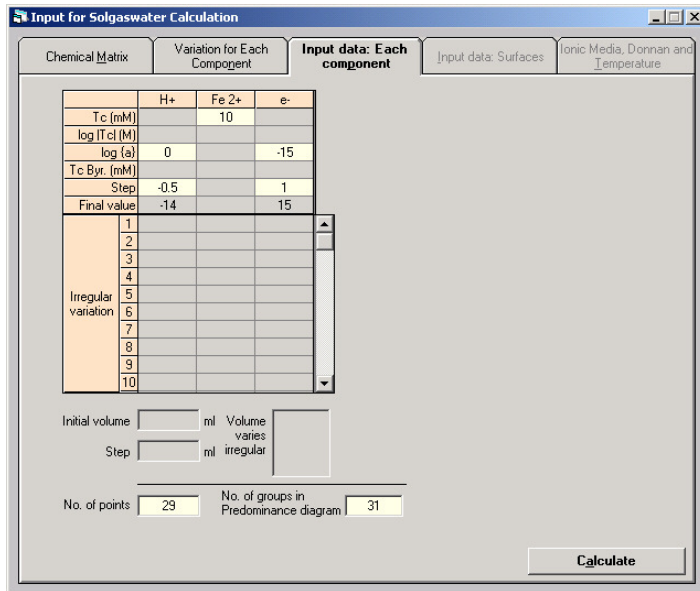 Input for Solgaswater Calculation
Chemical Matrix
Variation for Each
Component
Input data: Each
component
Input data: Surfaces
Ionic Media, Donnan and
Temperature
H+ Fe 2+ e-
Tc (mM) 10
log |Tc| (M)
log {a} 0 -15
Tc Byr. (mM)
Step -0.5 1
Final value -14 15
Irregular
variation
1
2
3
4
5
6
7
8
9
10
Initial volume ml
Volume
varies
irregular
Step ml
No. of points 29
No. of groups in
Predominance diagram 31
Calculate